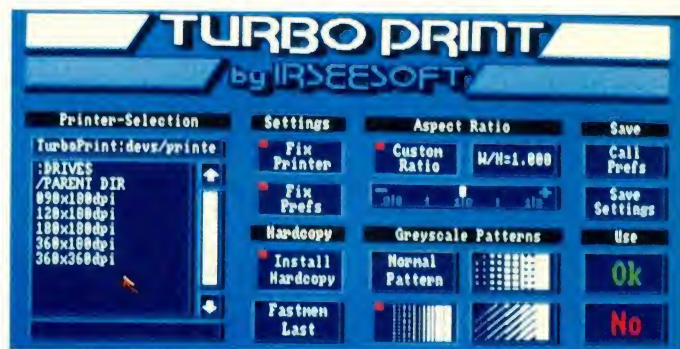 TURBO PRINT
by IRSEESOFT
Printer-Selection
TurboPrint:devs/printe
:DRIVES
/PARENT DIR
090x180dpi
120x180dpi
180x180dpi
360x180dpi
360x360dpi
Settings
Fix Printer
Fix Prefs
Hardcopy
Install Hardcopy
Fastmem Last
Aspect Ratio
Custom Ratio
W/H=1.000
Greyscale Patterns
Normal Pattern
Save
Call Prefs
Save Settings
Use
Ok
No